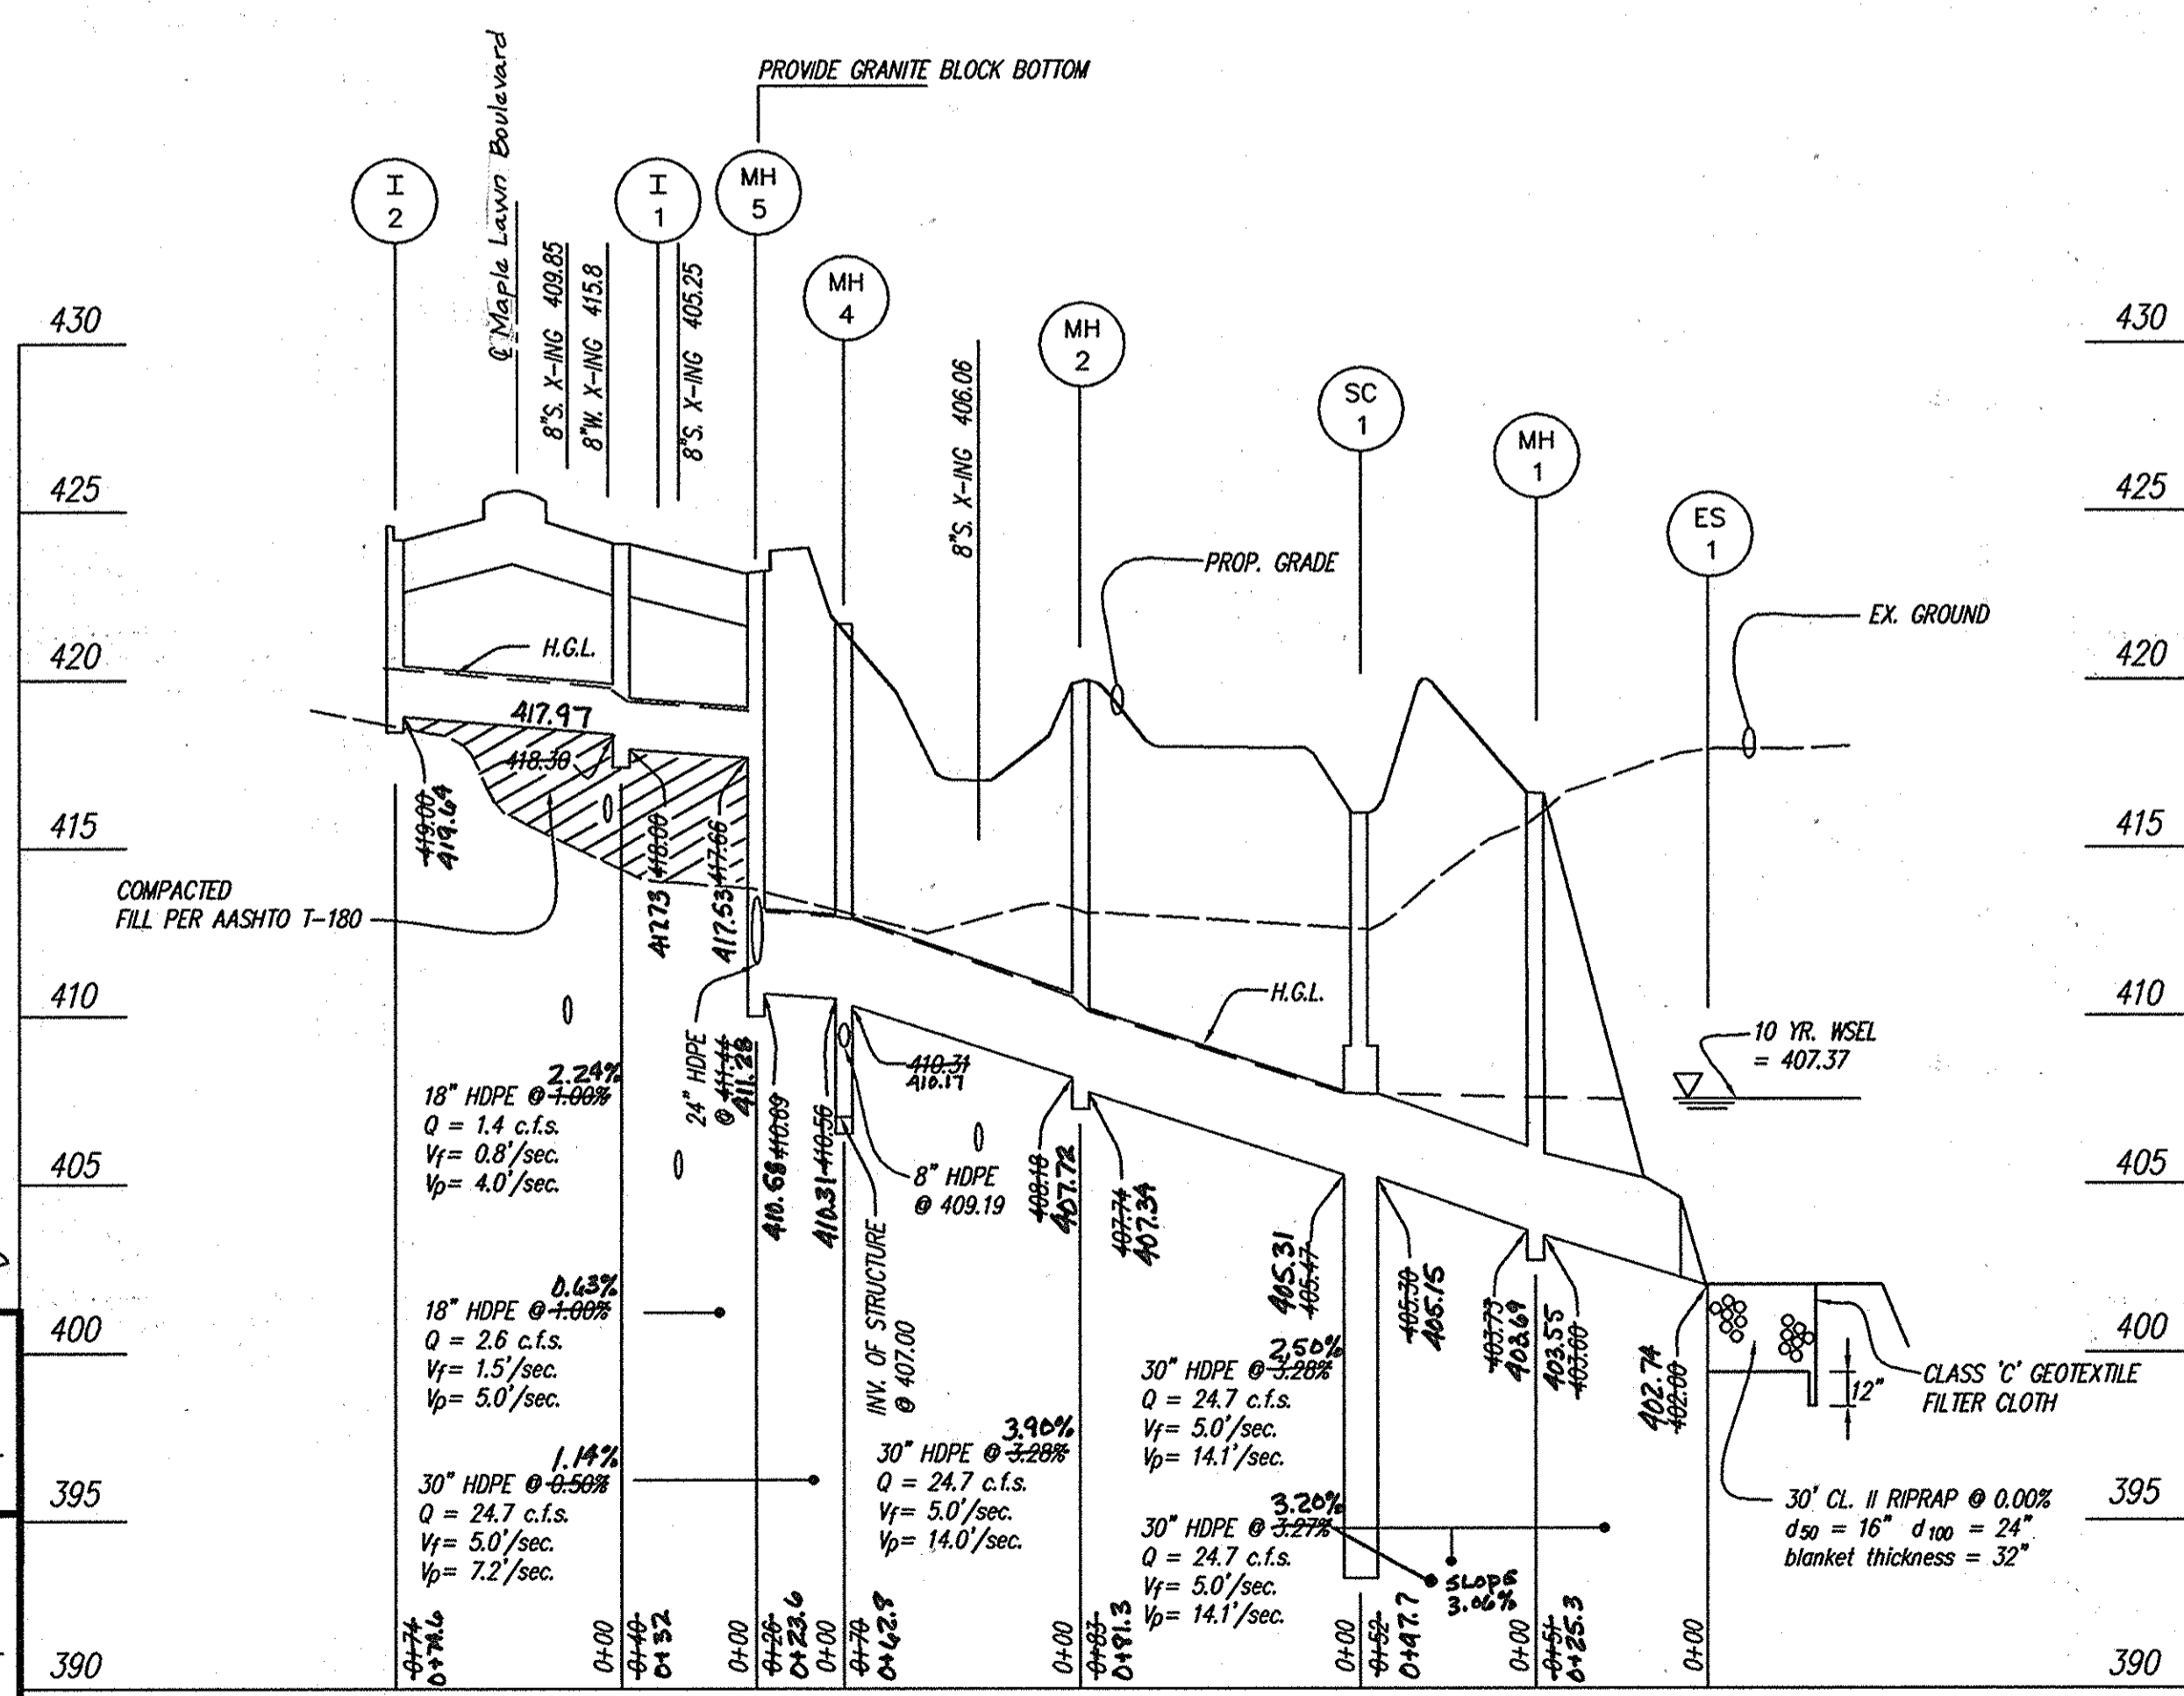 PROVIDE GRANITE BLOCK BOTTOM
℄ Maple Lawn Boulevard
I
2
I
1
MH
5
MH
4
MH
2
SC
1
MH
1
ES
1
8"S. X-ING 409.85
8"W. X-ING 415.8
8"S. X-ING 405.25
8"S. X-ING 406.06
430
425
420
415
410
405
400
395
390
430
425
420
415
410
405
400
395
390
PROP. GRADE
EX. GROUND
H.G.L.
417.97
418.30
419.00
419.64
418.00
417.73
417.66
417.53
COMPACTED
FILL PER AASHTO T-180
24" HDPE
@ 411.44
411.28
H.G.L.
10 YR. WSEL
= 407.37
410.31
410.17
8" HDPE
@ 409.19
INV. OF STRUCTURE
@ 407.00
410.68 410.89
410.31 410.56
408.18
407.72
407.74
407.34
405.31
405.47
405.30
405.15
403.73
403.69
403.55
403.60
402.74
402.00
2.24%
18" HDPE @ 1.00%
Q = 1.4 c.f.s.
Vf= 0.8'/sec.
Vp= 4.0'/sec.
0.63%
18" HDPE @ 1.00%
Q = 2.6 c.f.s.
Vf= 1.5'/sec.
Vp= 5.0'/sec.
1.14%
30" HDPE @ 0.50%
Q = 24.7 c.f.s.
Vf= 5.0'/sec.
Vp= 7.2'/sec.
3.90%
30" HDPE @ 3.28%
Q = 24.7 c.f.s.
Vf= 5.0'/sec.
Vp= 14.0'/sec.
2.50%
30" HDPE @ 3.28%
Q = 24.7 c.f.s.
Vf= 5.0'/sec.
Vp= 14.1'/sec.
3.20%
30" HDPE @ 3.27%
Q = 24.7 c.f.s.
Vf= 5.0'/sec.
Vp= 14.1'/sec.
SLOPE
3.06%
CLASS 'C' GEOTEXTILE
FILTER CLOTH
12"
30' CL. II RIPRAP @ 0.00%
d50 = 16" d100 = 24"
blanket thickness = 32"
0+74
0+00
0+40
0+32
0+00
0+26
0+23.6
0+00
0+70
0+62.8
0+00
0+83
0+81.3
0+00
0+52
0+47.7
0+00
0+51
0+25.3
0+00